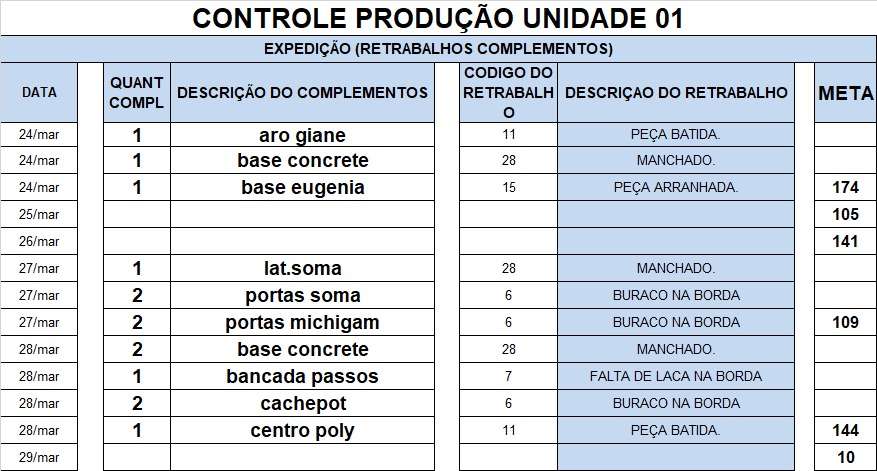 CONTROLE PRODUÇÃO UNIDADE 01
EXPEDIÇÃO (RETRABALHOS COMPLEMENTOS)
DATA QUANT COMPL DESCRIÇÃO DO COMPLEMENTOS CODIGO DO RETRABALHO DESCRIÇAO DO RETRABALHO META
24/mar 1 aro giane 11 PEÇA BATIDA.
24/mar 1 base concrete 28 MANCHADO.
24/mar 1 base eugenia 15 PEÇA ARRANHADA. 174
25/mar 105
26/mar 141
27/mar 1 lat.soma 28 MANCHADO.
27/mar 2 portas soma 6 BURACO NA BORDA
27/mar 2 portas michigam 6 BURACO NA BORDA 109
28/mar 2 base concrete 28 MANCHADO.
28/mar 1 bancada passos 7 FALTA DE LACA NA BORDA
28/mar 2 cachepot 6 BURACO NA BORDA
28/mar 1 centro poly 11 PEÇA BATIDA. 144
29/mar 10